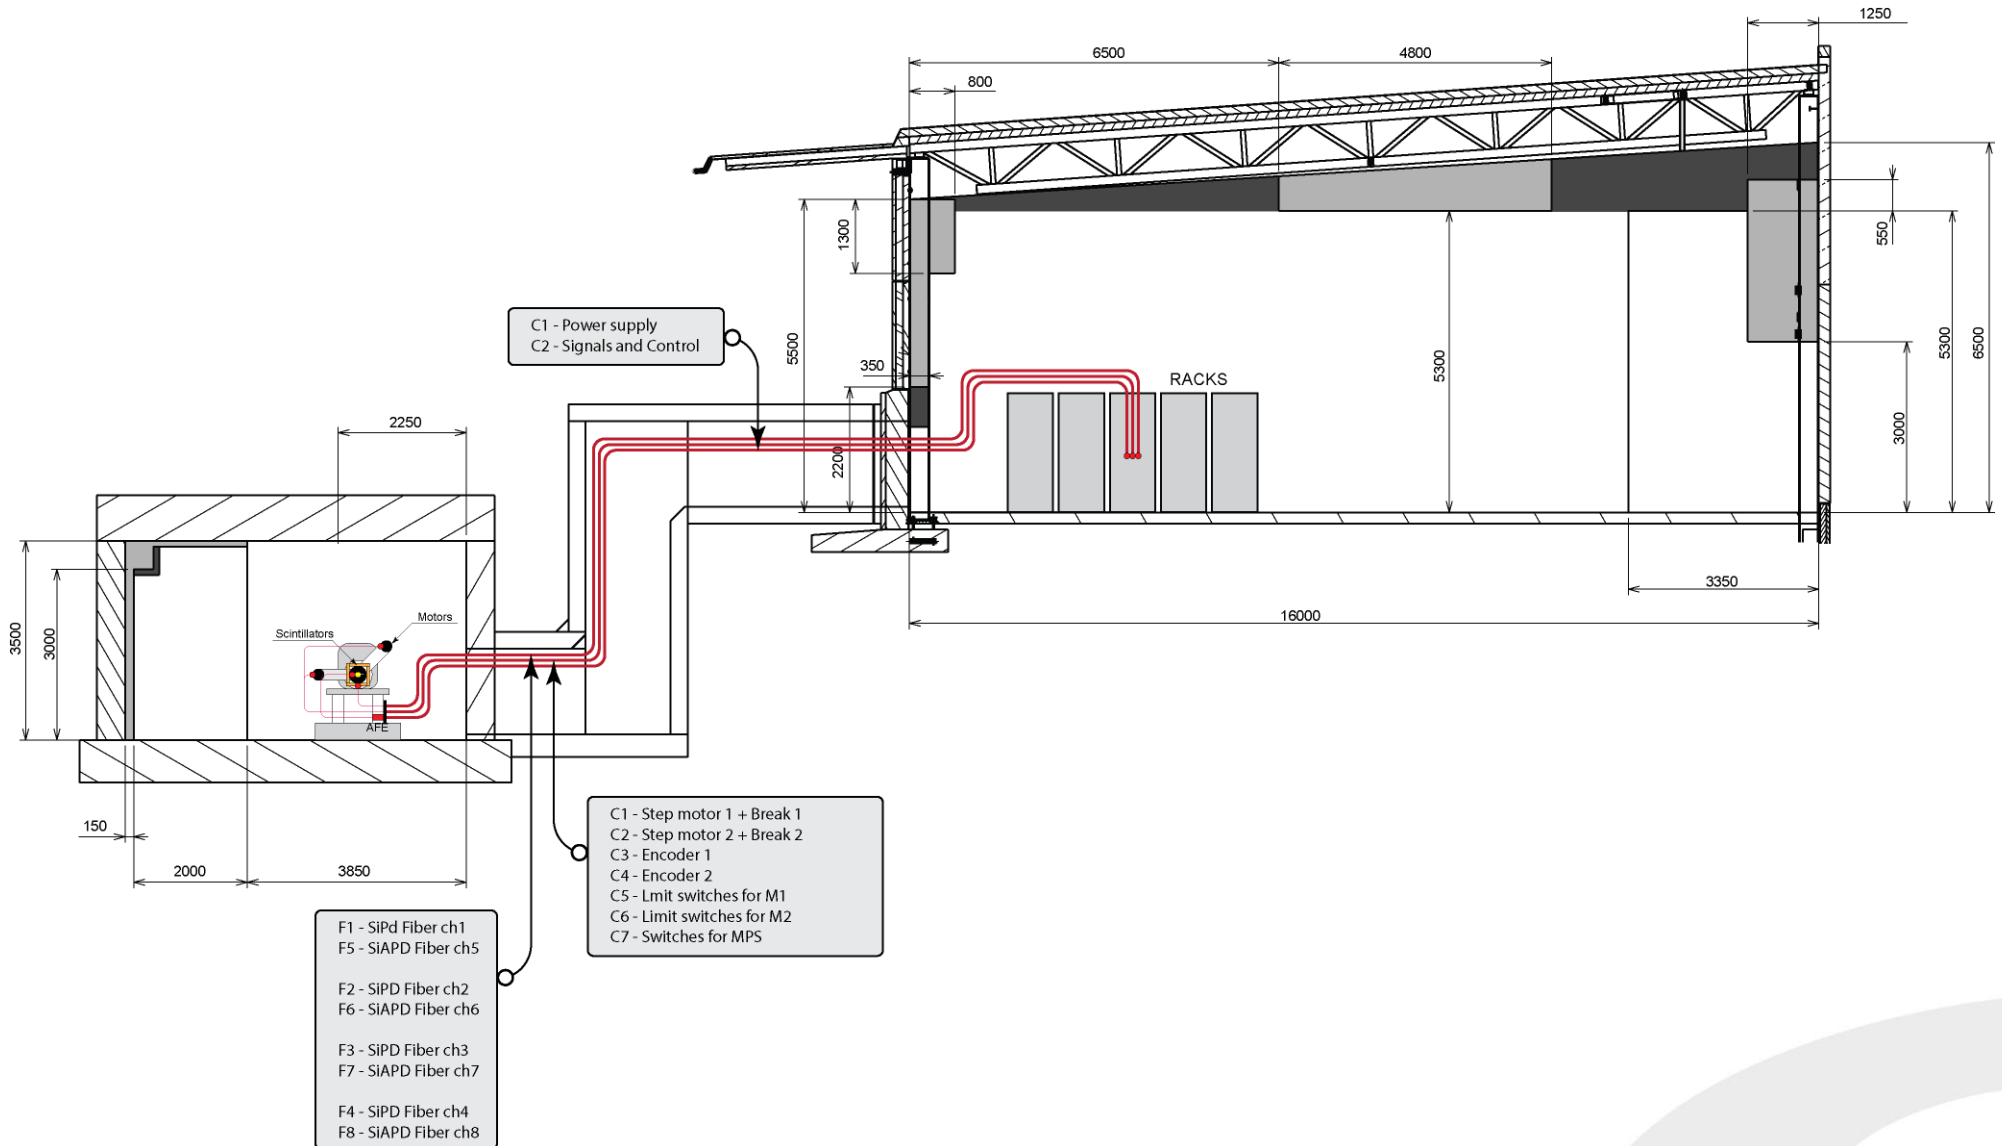 1250
6500
4800
800
1300
550
C1 - Power supply
C2 - Signals and Control
5500
350
5300
5300
6500
RACKS
2250
3000
2200
3350
16000
3500
3000
Motors
Scintillators
AFE
150
2000
3850
C1 - Step motor 1 + Break 1
C2 - Step motor 2 + Break 2
C3 - Encoder 1
C4 - Encoder 2
C5 - Lmit switches for M1
C6 - Limit switches for M2
C7 - Switches for MPS
F1 - SiPd Fiber ch1
F5 - SiAPD Fiber ch5
F2 - SiPD Fiber ch2
F6 - SiAPD Fiber ch6
F3 - SiPD Fiber ch3
F7 - SiAPD Fiber ch7
F4 - SiPD Fiber ch4
F8 - SiAPD Fiber ch8